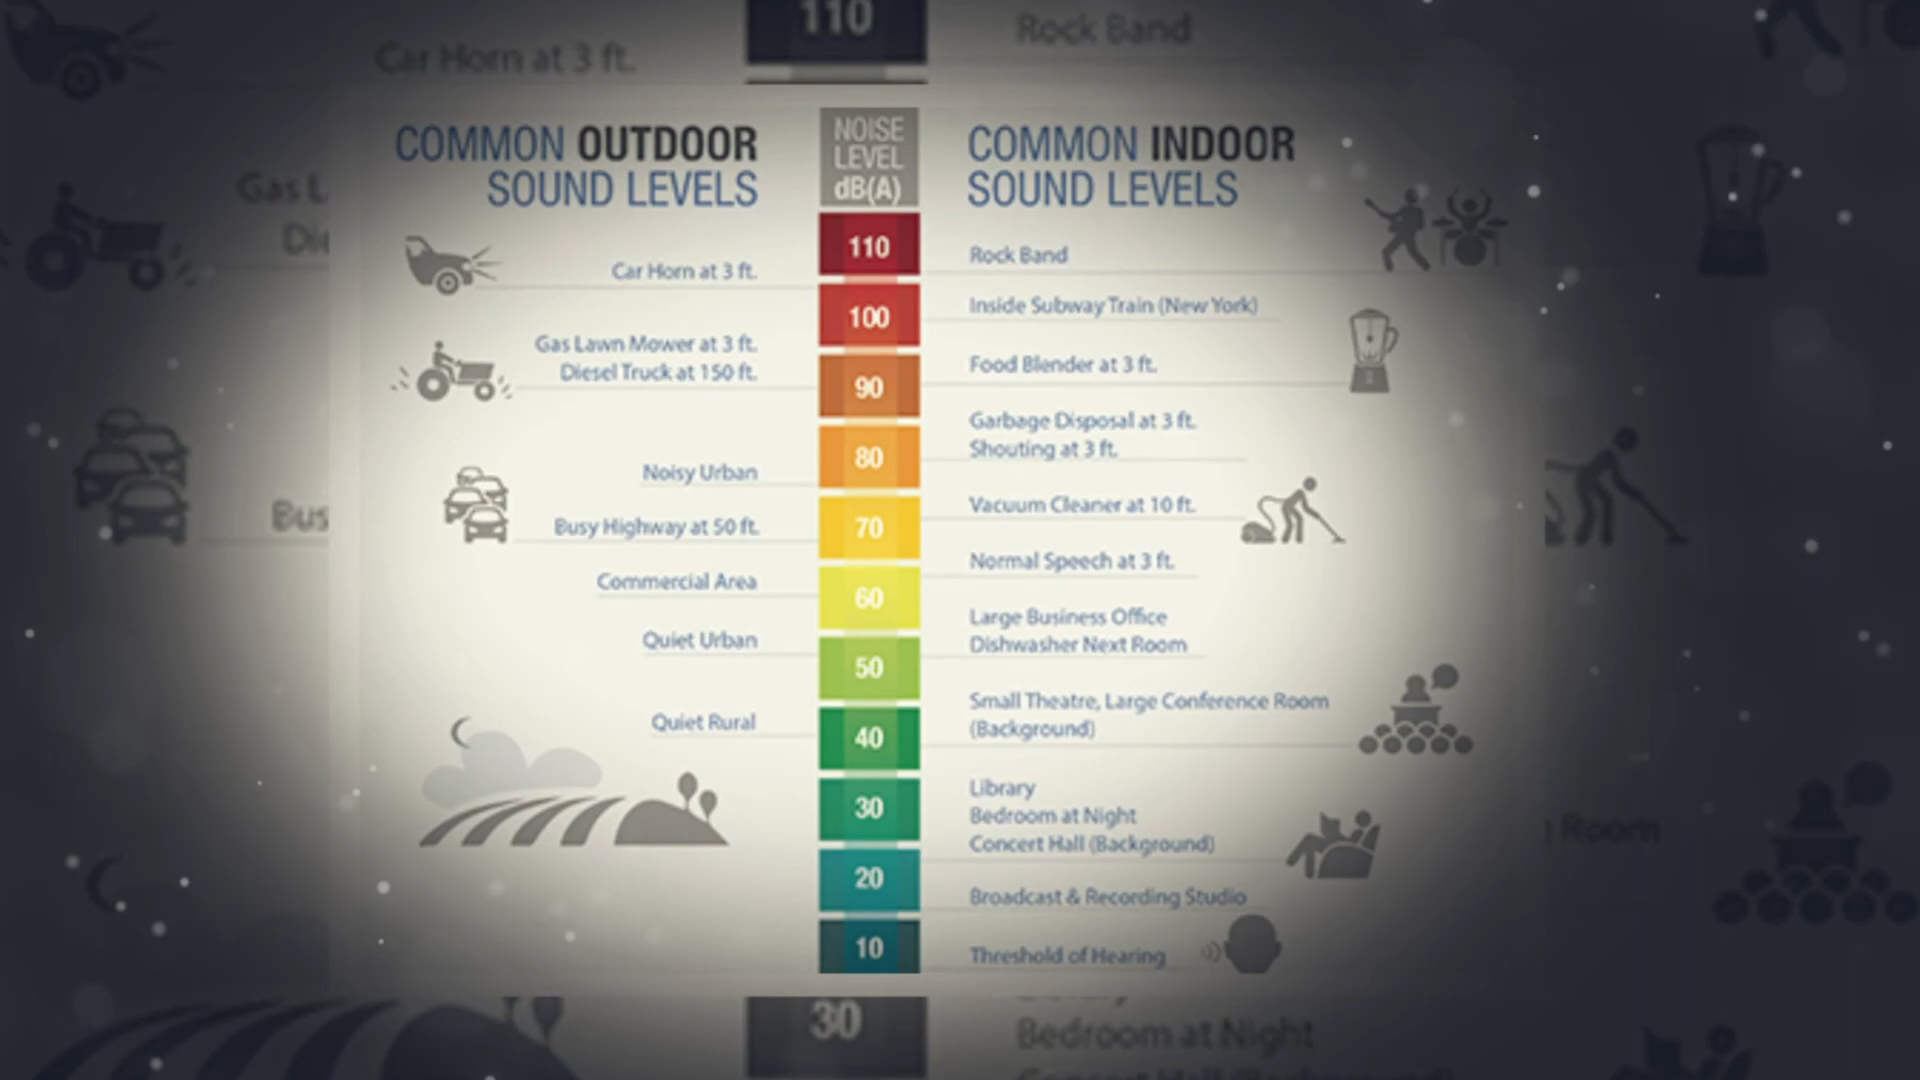 Car Horn at 3 ft.
110
Rock Band
COMMON OUTDOOR
SOUND LEVELS
NOISE
LEVEL
dB(A)
COMMON INDOOR
SOUND LEVELS
Car Horn at 3 ft.
110
Rock Band
100
Inside Subway Train (New York)
Gas Lawn Mower at 3 ft.
Diesel Truck at 150 ft.
90
Food Blender at 3 ft.
Garbage Disposal at 3 ft.
Shouting at 3 ft.
Noisy Urban
80
Vacuum Cleaner at 10 ft.
Busy Highway at 50 ft.
70
Normal Speech at 3 ft.
Commercial Area
60
Large Business Office
Dishwasher Next Room
Quiet Urban
50
Small Theatre, Large Conference Room
(Background)
Quiet Rural
40
Library
Bedroom at Night
Concert Hall (Background)
30
20
Broadcast & Recording Studio
10
Threshold of Hearing
Gas L
Bus
Room
30
Bedroom at Night